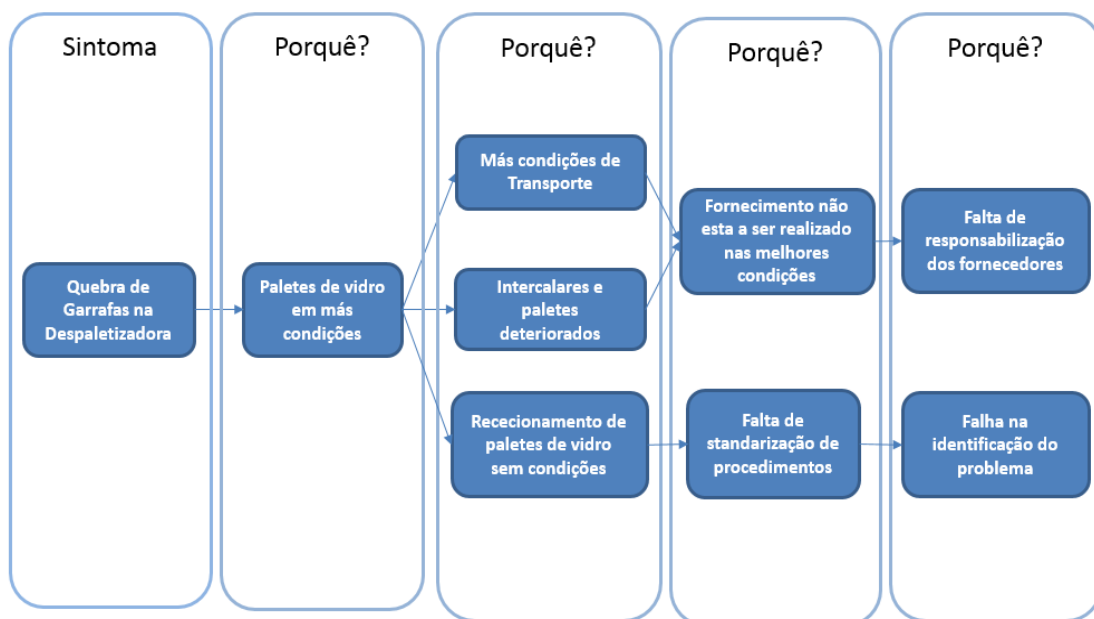 Sintoma
Porquê?
Porquê?
Porquê?
Porquê?
Quebra de
Garrafas na
Despaletizadora
Paletes de vidro
em más
condições
Más condições de
Transporte
Intercalares e
paletes
deteriorados
Rececionamento de
paletes de vidro
sem condições
Fornecimento não
esta a ser realizado
nas melhores
condições
Falta de
standarização de
procedimentos
Falta de
responsabilização
dos fornecedores
Falha na
identificação do
problema